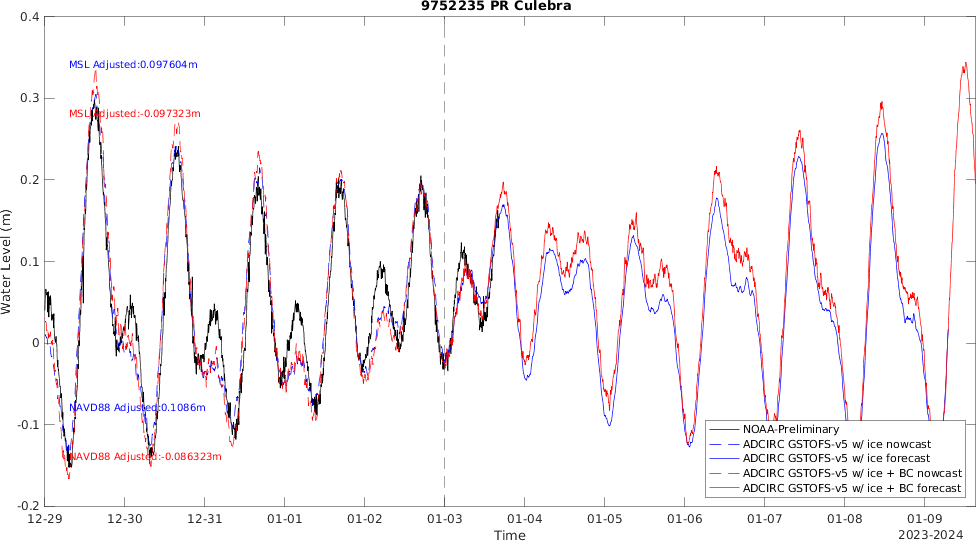 9752235 PR Culebra
0.4
0.3
0.2
0.1
0
-0.1
-0.2
Water Level (m)
MSL Adjusted:0.097604m
MSL Adjusted:-0.097323m
NAVD88 Adjusted:0.1086m
NAVD88 Adjusted:-0.086323m
NOAA-Preliminary
ADCIRC GSTOFS-v5 w/ ice nowcast
ADCIRC GSTOFS-v5 w/ ice forecast
ADCIRC GSTOFS-v5 w/ ice + BC nowcast
ADCIRC GSTOFS-v5 w/ ice + BC forecast
12-29 12-30 12-31 01-01 01-02 01-03 01-04 01-05 01-06 01-07 01-08 01-09
2023-2024
Time